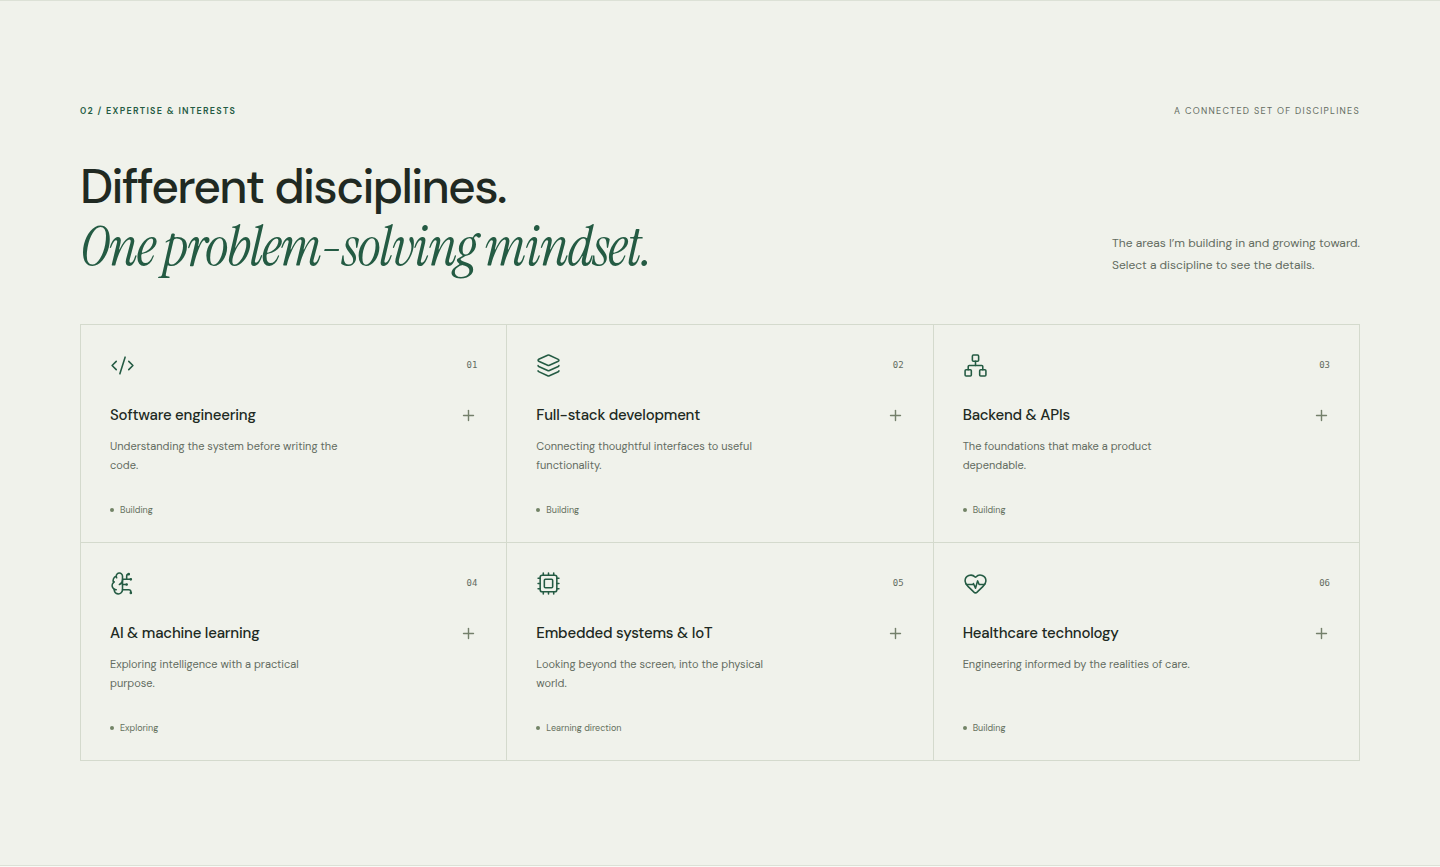 02 / EXPERTISE & INTERESTS
A CONNECTED SET OF DISCIPLINES
Different disciplines.
One problem-solving mindset.
The areas I'm building in and growing toward.
Select a discipline to see the details.
01
Software engineering
Understanding the system before writing the
code.
Building
02
Full-stack development
Connecting thoughtful interfaces to useful
functionality.
Building
03
Backend & APIs
The foundations that make a product
dependable.
Building
04
AI & machine learning
Exploring intelligence with a practical
purpose.
Exploring
05
Embedded systems & IoT
Looking beyond the screen, into the physical
world.
Learning direction
06
Healthcare technology
Engineering informed by the realities of care.
Building